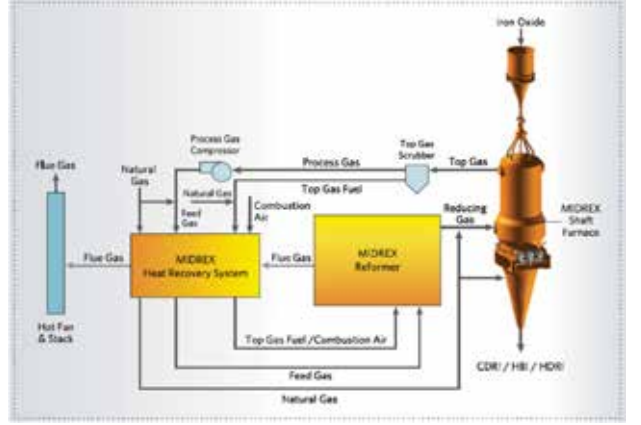 Iron Oxide
Process Gas
Compressor
Top Gas
Scrubber
Flue Gas
Natural
Gas
Process Gas
Top Gas
Natural Gas
Top Gas Fuel
Feed
Gas
Combustion
Air
Reducing
Gas
MIDREX
Shaft
Furnace
Flue Gas
MIDREX
Heat Recovery System
Flue Gas
MIDREX
Reformer
Hot Fan
& Stack
Top Gas Fuel /Combustion Air
Feed Gas
Natural Gas
CDRI / HBI / HDRI